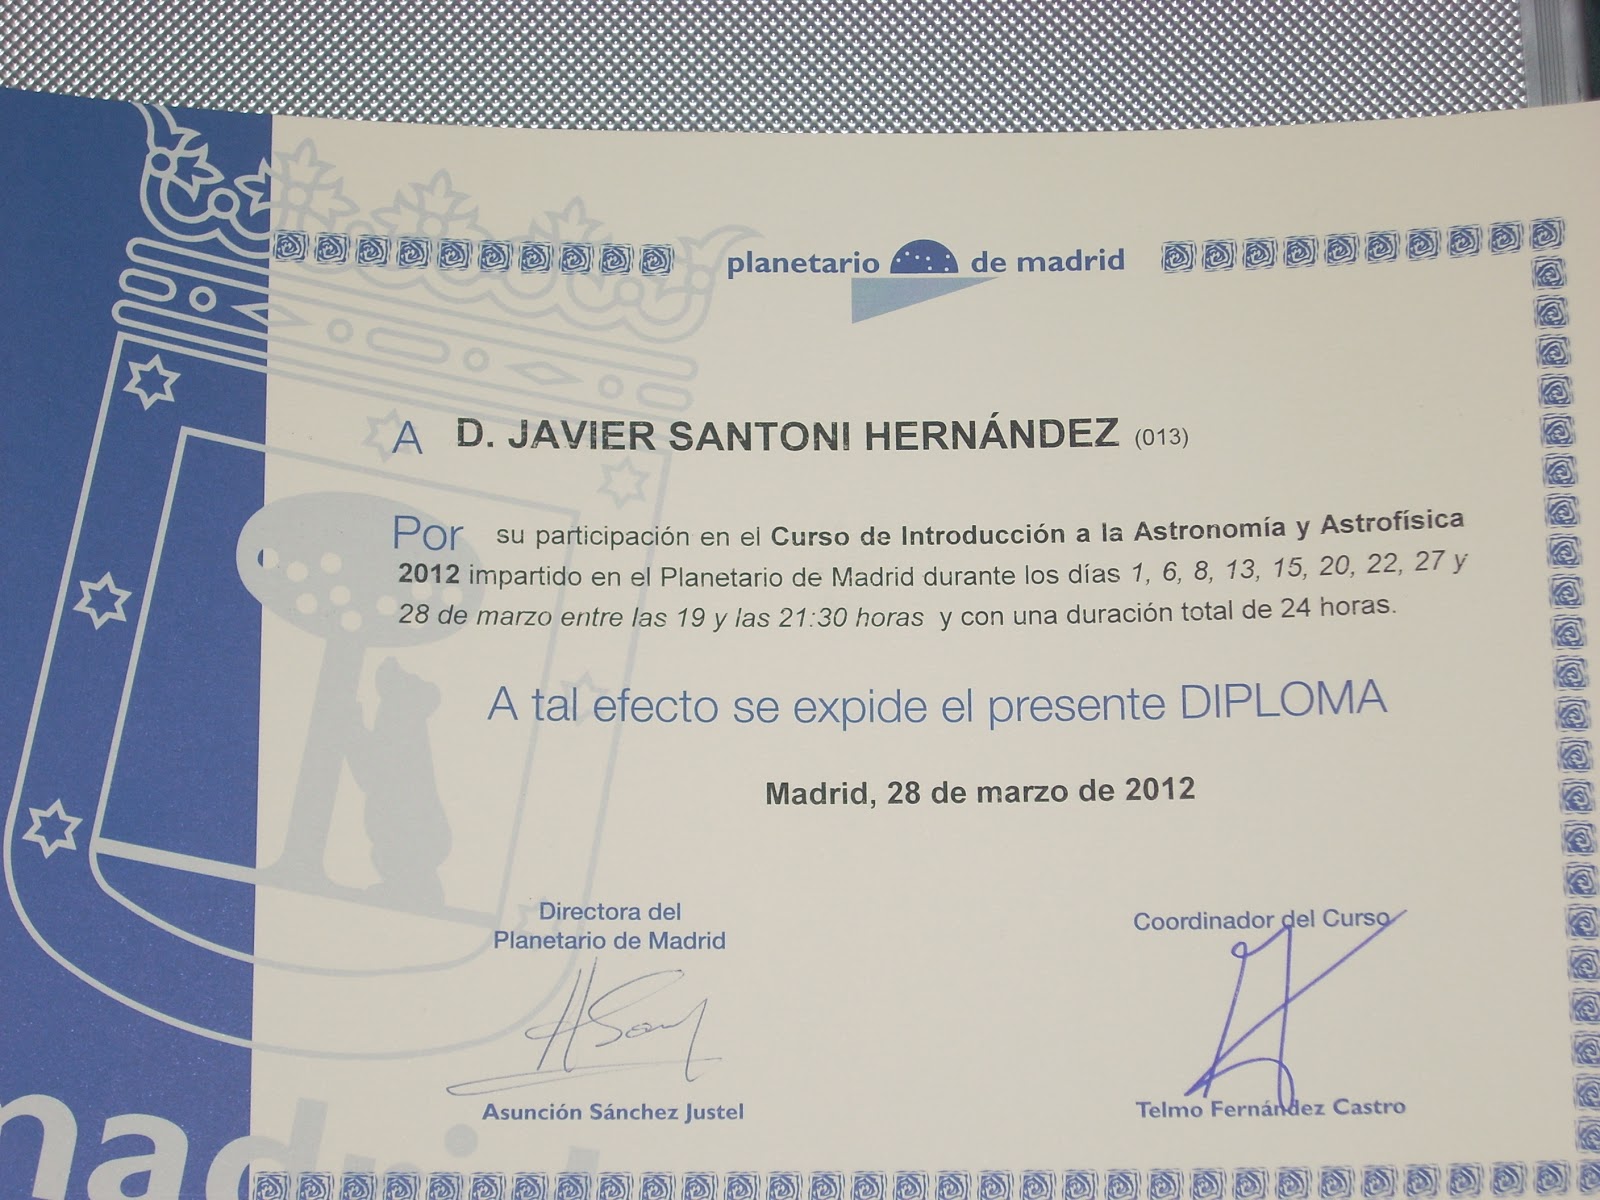 planetario de madrid
A D. JAVIER SANTONI HERNÁNDEZ (013)
Por su participación en el Curso de Introducción a la Astronomía y Astrofísica
2012 impartido en el Planetario de Madrid durante los días 1, 6, 8, 13, 15, 20, 22, 27 y
28 de marzo entre las 19 y las 21:30 horas y con una duración total de 24 horas.
A tal efecto se expide el presente DIPLOMA
Madrid, 28 de marzo de 2012
Directora del
Planetario de Madrid
Asunción Sánchez Justel
Coordinador del Curso
Telmo Fernández Castro
madrid